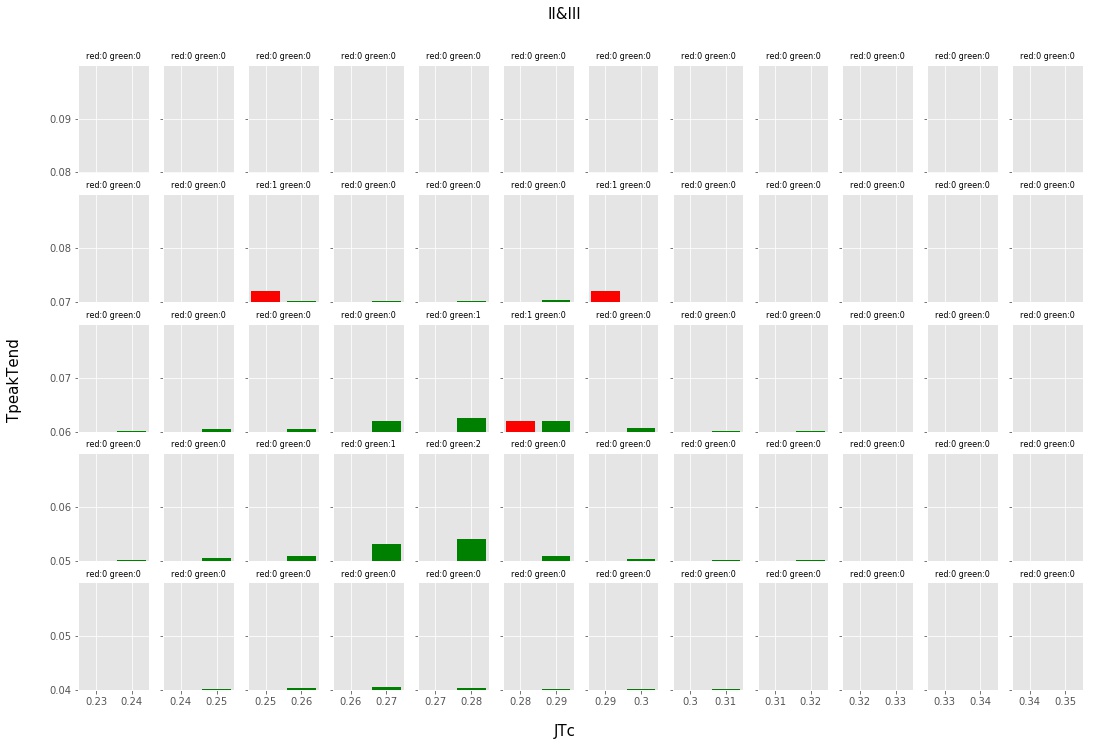 II&III
red:0 green:0 red:0 green:0 red:0 green:0 red:0 green:0 red:0 green:0 red:0 green:0 red:0 green:0 red:0 green:0 red:0 green:0 red:0 green:0 red:0 green:0 red:0 green:0
0.09
0.08
red:0 green:0 red:0 green:0 red:1 green:0 red:0 green:0 red:0 green:0 red:0 green:0 red:1 green:0 red:0 green:0 red:0 green:0 red:0 green:0 red:0 green:0 red:0 green:0
0.08
0.07
red:0 green:0 red:0 green:0 red:0 green:0 red:0 green:0 red:0 green:1 red:1 green:0 red:0 green:0 red:0 green:0 red:0 green:0 red:0 green:0 red:0 green:0 red:0 green:0
0.07
0.06
TpeakTend
red:0 green:0 red:0 green:0 red:0 green:0 red:0 green:1 red:0 green:2 red:0 green:0 red:0 green:0 red:0 green:0 red:0 green:0 red:0 green:0 red:0 green:0 red:0 green:0
0.06
0.05
red:0 green:0 red:0 green:0 red:0 green:0 red:0 green:0 red:0 green:0 red:0 green:0 red:0 green:0 red:0 green:0 red:0 green:0 red:0 green:0 red:0 green:0 red:0 green:0
0.05
0.04
0.23 0.24 0.24 0.25 0.25 0.26 0.26 0.27 0.27 0.28 0.28 0.29 0.29 0.3 0.3 0.31 0.31 0.32 0.32 0.33 0.33 0.34 0.34 0.35
JTc